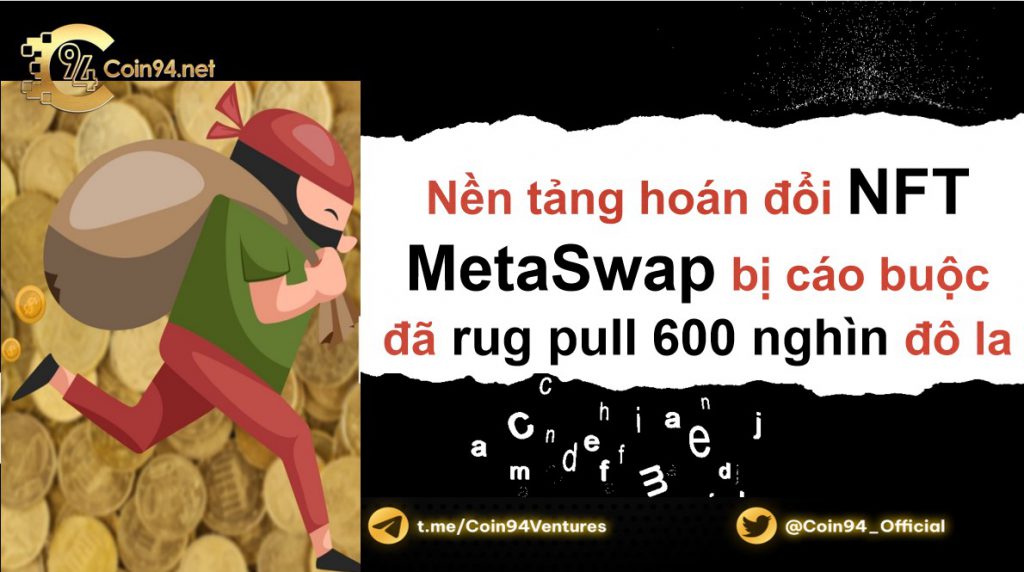 94
Coin94.net
Nền tảng hoán đổi NFT
MetaSwap bị cáo buộc
đã rug pull 600 nghìn đô la
c
a c n h i a n j
m d e f f m e d
t.me/Coin94Ventures
@Coin94_Official